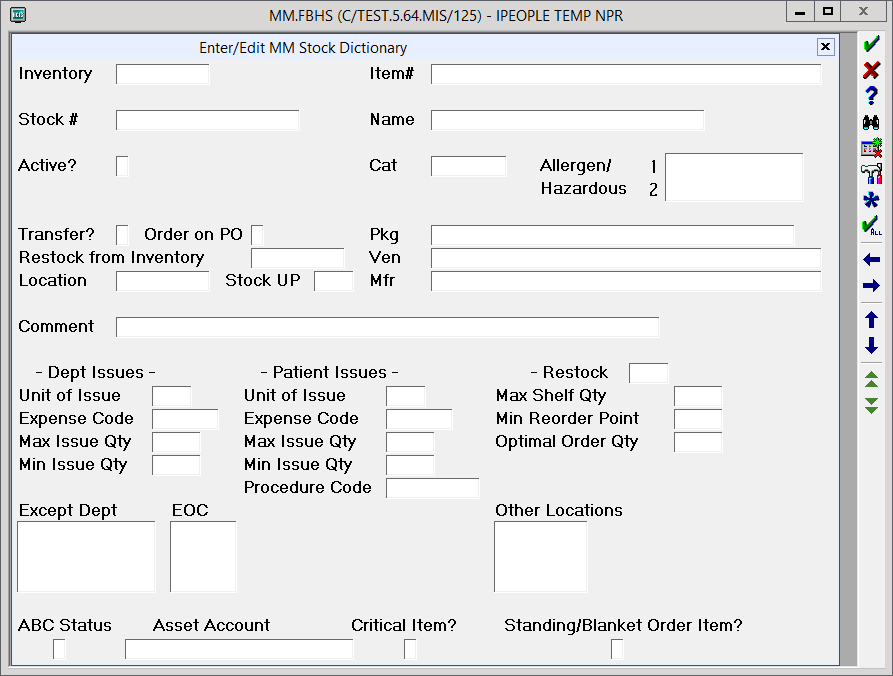 MM.FBHS (C/TEST.5.64.MIS/125) - IPEOPLE TEMP NPR
Enter/Edit MM Stock Dictionary
Inventory Item#
Stock # Name
Active? Cat Allergen/ 1
Hazardous 2
Transfer? Order on PO Pkg
Restock from Inventory Ven
Location Stock UP Mfr
Comment
- Dept Issues - - Patient Issues - - Restock
Unit of Issue Unit of Issue Max Shelf Qty
Expense Code Expense Code Min Reorder Point
Max Issue Qty Max Issue Qty Optimal Order Qty
Min Issue Qty Min Issue Qty
Procedure Code
Except Dept EOC Other Locations
ABC Status Asset Account Critical Item? Standing/Blanket Order Item?
ALL